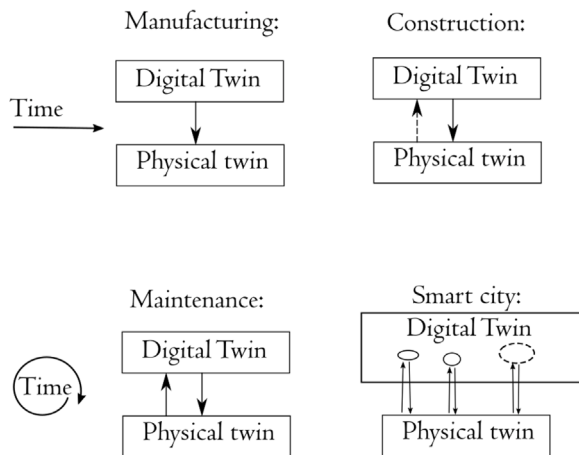 Manufacturing:
Construction:
Digital Twin
Digital Twin
Time
Physical twin
Physical twin
Maintenance:
Smart city:
Digital Twin
Digital Twin
Time
Physical twin
Physical twin